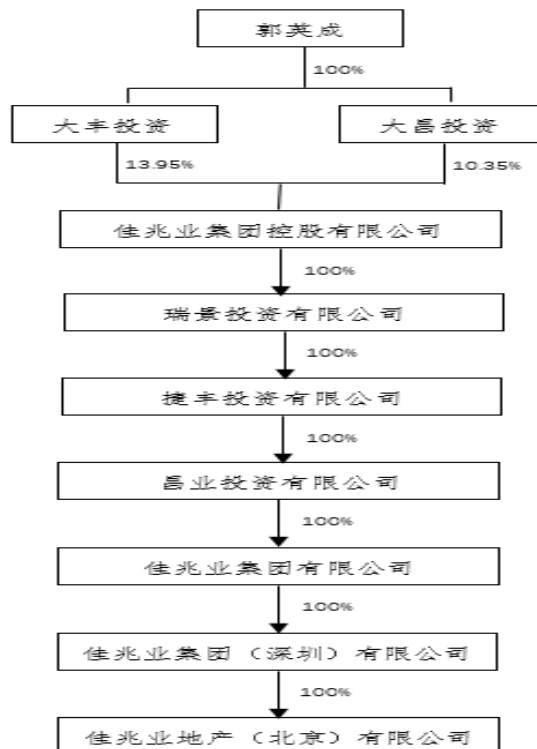 郭英成
100%
大丰投资
大昌投资
13.95%
10.35%
佳兆业集团控股有限公司
100%
瑞景投资有限公司
100%
捷丰投资有限公司
100%
昌业投资有限公司
100%
佳兆业集团有限公司
100%
佳兆业集团（深圳）有限公司
100%
佳兆业地产（北京）有限公司